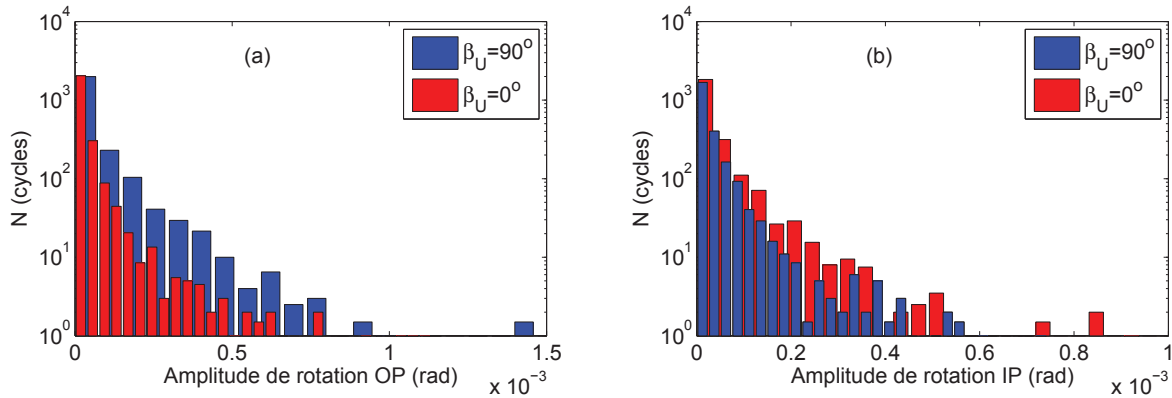 (a)
β_U=90°
β_U=0°
N (cycles)
10^4
10^3
10^2
10^1
10^0
0 0.5 1 1.5
x 10^-3
Amplitude de rotation OP (rad)
(b)
β_U=90°
β_U=0°
N (cycles)
10^4
10^3
10^2
10^1
10^0
0 0.2 0.4 0.6 0.8 1
x 10^-3
Amplitude de rotation IP (rad)